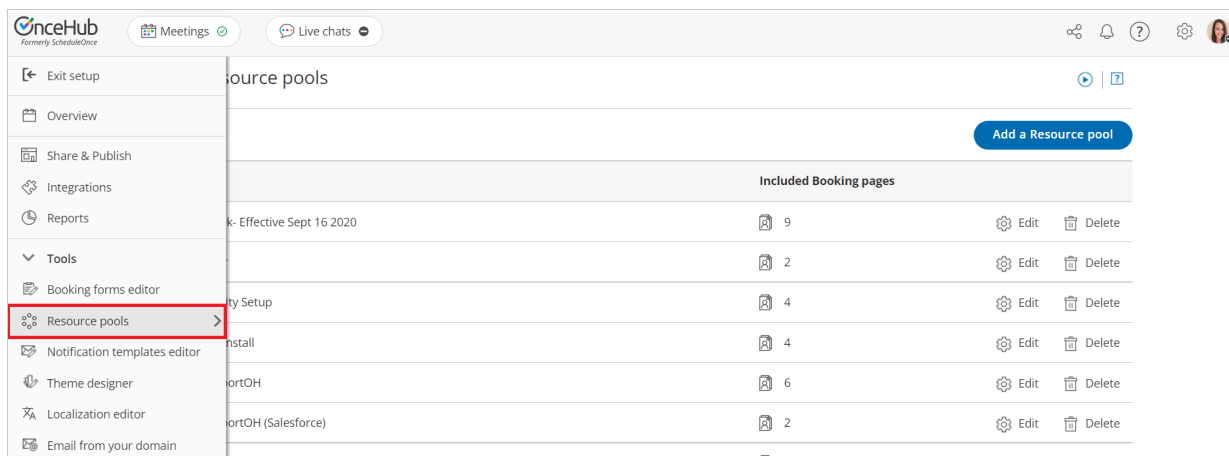 OnceHub
Formerly ScheduleOnce
Meetings
Live chats
?
Exit setup
source pools
?
Overview
Add a Resource pool
Share & Publish
Included Booking pages
Integrations
Reports
k- Effective Sept 16 2020 9 Edit Delete
Tools
2 Edit Delete
Booking forms editor
ity Setup 4 Edit Delete
Resource pools
nstall 4 Edit Delete
Notification templates editor
ortOH 6 Edit Delete
Theme designer
Localization editor
ortOH (Salesforce) 2 Edit Delete
Email from your domain